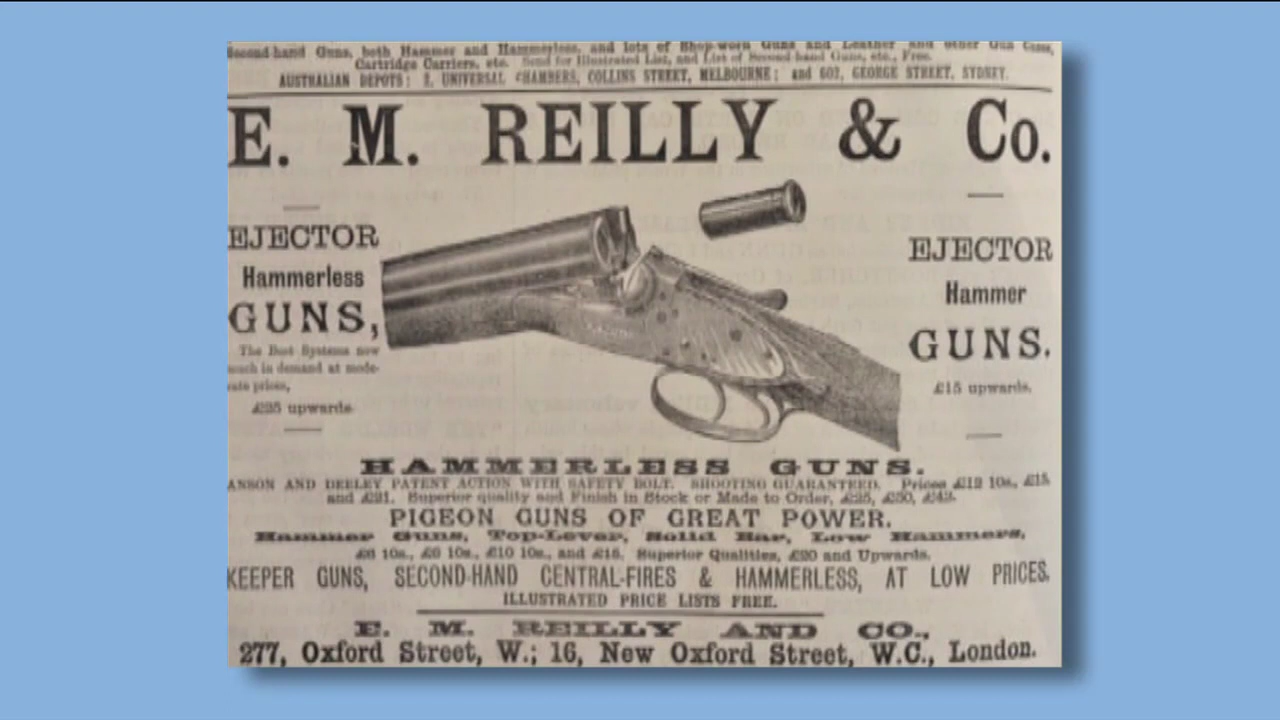 Second-hand Guns, both Hammer and Hammerless, and lots of Shop-worn Guns and Leather and other Gun Cases,
Cartridge Carriers, etc. Send for Illustrated List, and List of Second-hand Guns, etc., Free.
AUSTRALIAN DEPOTS: 2, UNIVERSAL CHAMBERS, COLLINS STREET, MELBOURNE; and 602, GEORGE STREET, SYDNEY.
E. M. REILLY & Co.
EJECTOR
Hammerless
GUNS,
The Best Systems now
much in demand at mode-
rate prices,
£25 upwards.
EJECTOR
Hammer
GUNS.
£15 upwards.
HAMMERLESS GUNS.
ANSON AND DEELEY PATENT ACTION WITH SAFETY BOLT. SHOOTING GUARANTEED. Prices £12 10s., £15
and £21. Superior quality and Finish in Stock or Made to Order, £25, £30, £42.
PIGEON GUNS OF GREAT POWER.
Hammer Guns, Top-Lever, Solid Bar, Low Hammers,
10s., 10s., £10 10s., and £15. Superior Qualities, £20 and Upwards.
KEEPER GUNS, SECOND-HAND CENTRAL-FIRES & HAMMERLESS, AT LOW PRICES.
ILLUSTRATED PRICE LISTS FREE.
E. M. REILLY AND CO.,
277, Oxford Street, W.; 16, New Oxford Street, W.C., London.